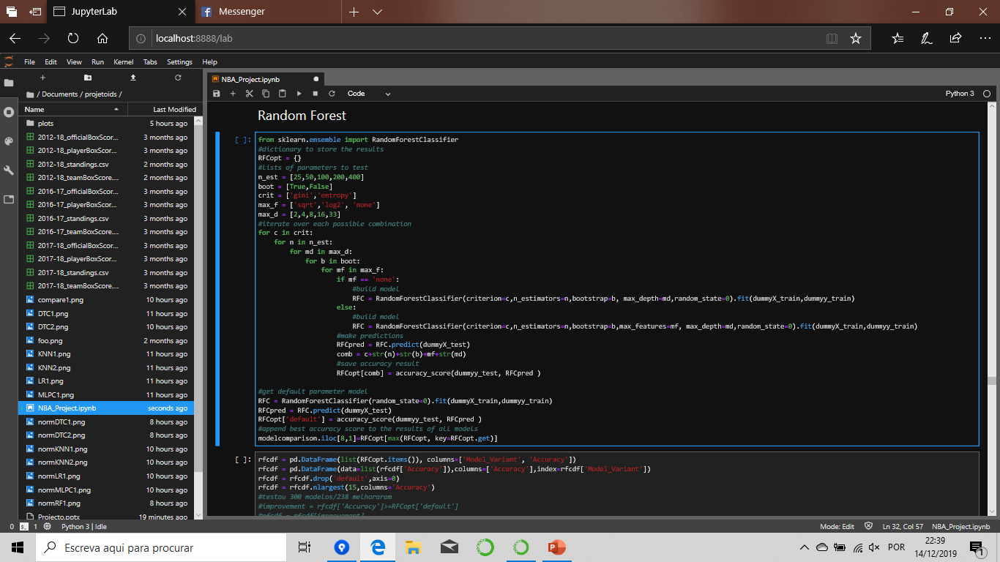 JupyterLab
Messenger
localhost:8888/lab
File Edit View Run Kernel Tabs Settings Help
/ Documents / projetoids /
Name Last Modified
plots 5 hours ago
2012-18_officialBoxScor... 3 months ago
2012-18_playerBoxScor... 3 months ago
2012-18_standings.csv 2 months ago
2012-18_teamBoxScore.... 2 months ago
2016-17_officialBoxScor... 3 months ago
2016-17_playerBoxScor... 3 months ago
2016-17_standings.csv 3 months ago
2016-17_teamBoxScore.... 3 months ago
2017-18_officialBoxScor... 3 months ago
2017-18_playerBoxScor... 3 months ago
2017-18_standings.csv 3 months ago
2017-18_teamBoxScore.... 3 months ago
compare1.png 10 hours ago
DTC1.png 11 hours ago
DTC2.png 10 hours ago
foo.png 2 months ago
KNN1.png 11 hours ago
KNN2.png 11 hours ago
LR1.png 11 hours ago
MLPC1.png 11 hours ago
NBA_Project.ipynb seconds ago
normDTC1.png 8 hours ago
normDTC2.png 8 hours ago
normKNN1.png 10 hours ago
normKNN2.png 10 hours ago
normLR1.png 10 hours ago
normMLPC1.png 10 hours ago
normRF1.png 8 hours ago
Projecto.pptx 19 minutes ago
NBA_Project.ipynb
Code
Python 3
Random Forest
[ ]: from sklearn.ensemble import RandomForestClassifier
#dictionary to store the results
RFCopt = {}
#lists of parameters to test
n_est = [25,50,100,200,400]
boot = [True,False]
crit = ['gini','entropy']
max_f = ['sqrt','log2', 'none']
max_d = [2,4,8,16,33]
#iterate over each possible combination
for c in crit:
    for n in n_est:
        for md in max_d:
            for b in boot:
                for mf in max_f:
                    if mf == 'none':
                        #build model
                        RFC = RandomForestClassifier(criterion=c,n_estimators=n,bootstrap=b, max_depth=md,random_state=0).fit(dummyX_train,dummyy_train)
                    else:
                        #build model
                        RFC = RandomForestClassifier(criterion=c,n_estimators=n,bootstrap=b,max_features=mf, max_depth=md,random_state=0).fit(dummyX_train,dummyy_train)
                    #make predictions
                    RFCpred = RFC.predict(dummyX_test)
                    comb = c+str(n)+str(b)+mf+str(md)
                    #save accuracy result
                    RFCopt[comb] = accuracy_score(dummyy_test, RFCpred )
#get default parameter model
RFC = RandomForestClassifier(random_state=0).fit(dummyX_train,dummyy_train)
RFCpred = RFC.predict(dummyX_test)
RFCopt['default'] = accuracy_score(dummyy_test, RFCpred )
#append best accuracy score to the results of all models
modelcomparison.iloc[8,1]=RFCopt[max(RFCopt, key=RFCopt.get)]
[ ]: rfcdf = pd.DataFrame(list(RFCopt.items()), columns=['Model_Variant', 'Accuracy'])
rfcdf = pd.DataFrame(data=list(rfcdf['Accuracy']),columns=['Accuracy'],index=rfcdf['Model_Variant'])
rfcdf = rfcdf.drop('default',axis=0)
rfcdf = rfcdf.nlargest(15,columns='Accuracy')
#testou 300 modelos/238 melhoraram
#improvement = rfcdf['Accuracy']>=RFCopt['default']
#rfcdf = rfcdf[improvement]
0 1 Python 3 | Idle
Mode: Edit Ln 32, Col 57 NBA_Project.ipynb
Escreva aqui para procurar
POR
22:39
14/12/2019
1